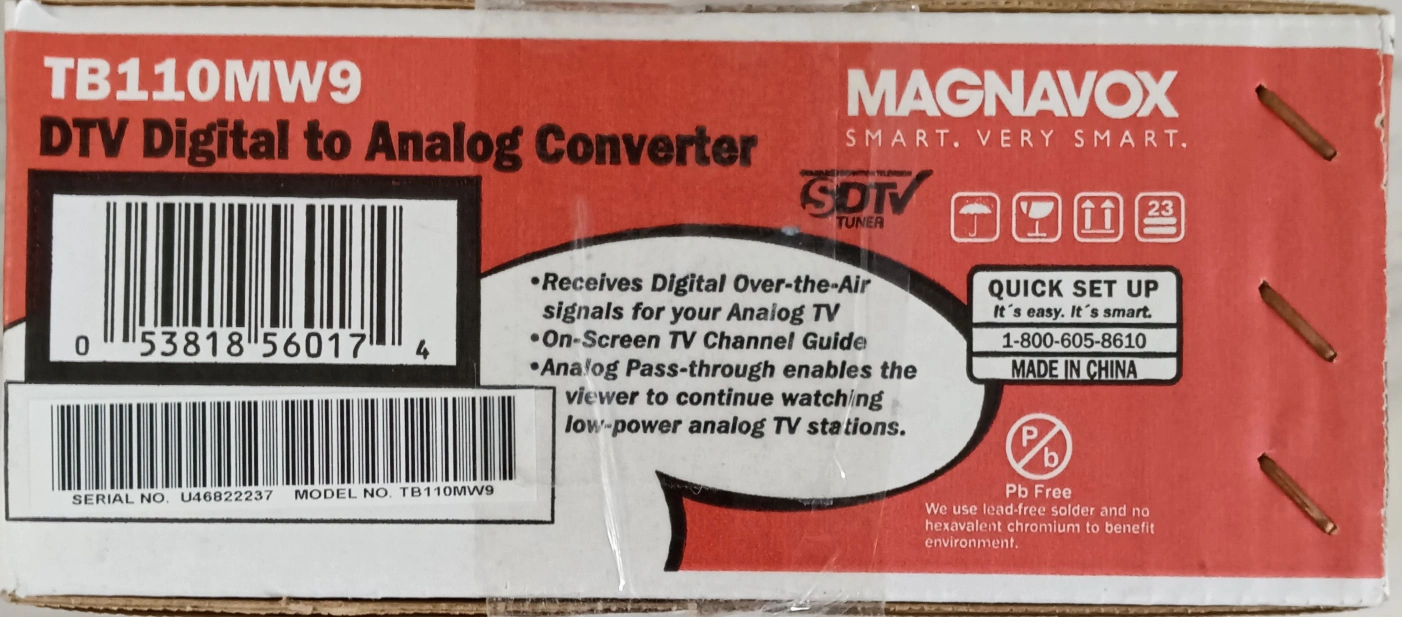 TB110MW9
DTV Digital to Analog Converter
MAGNAVOX
SMART. VERY SMART.
SDTV
TUNER
23
0 53818 56017 4
•Receives Digital Over-the-Air
signals for your Analog TV
•On-Screen TV Channel Guide
•Analog Pass-through enables the
viewer to continue watching
low-power analog TV stations.
QUICK SET UP
It´s easy. It´s smart.
1-800-605-8610
MADE IN CHINA
SERIAL NO. U46822237 MODEL NO. TB110MW9
Pb
Pb Free
We use lead-free solder and no
hexavalent chromium to benefit
environment.